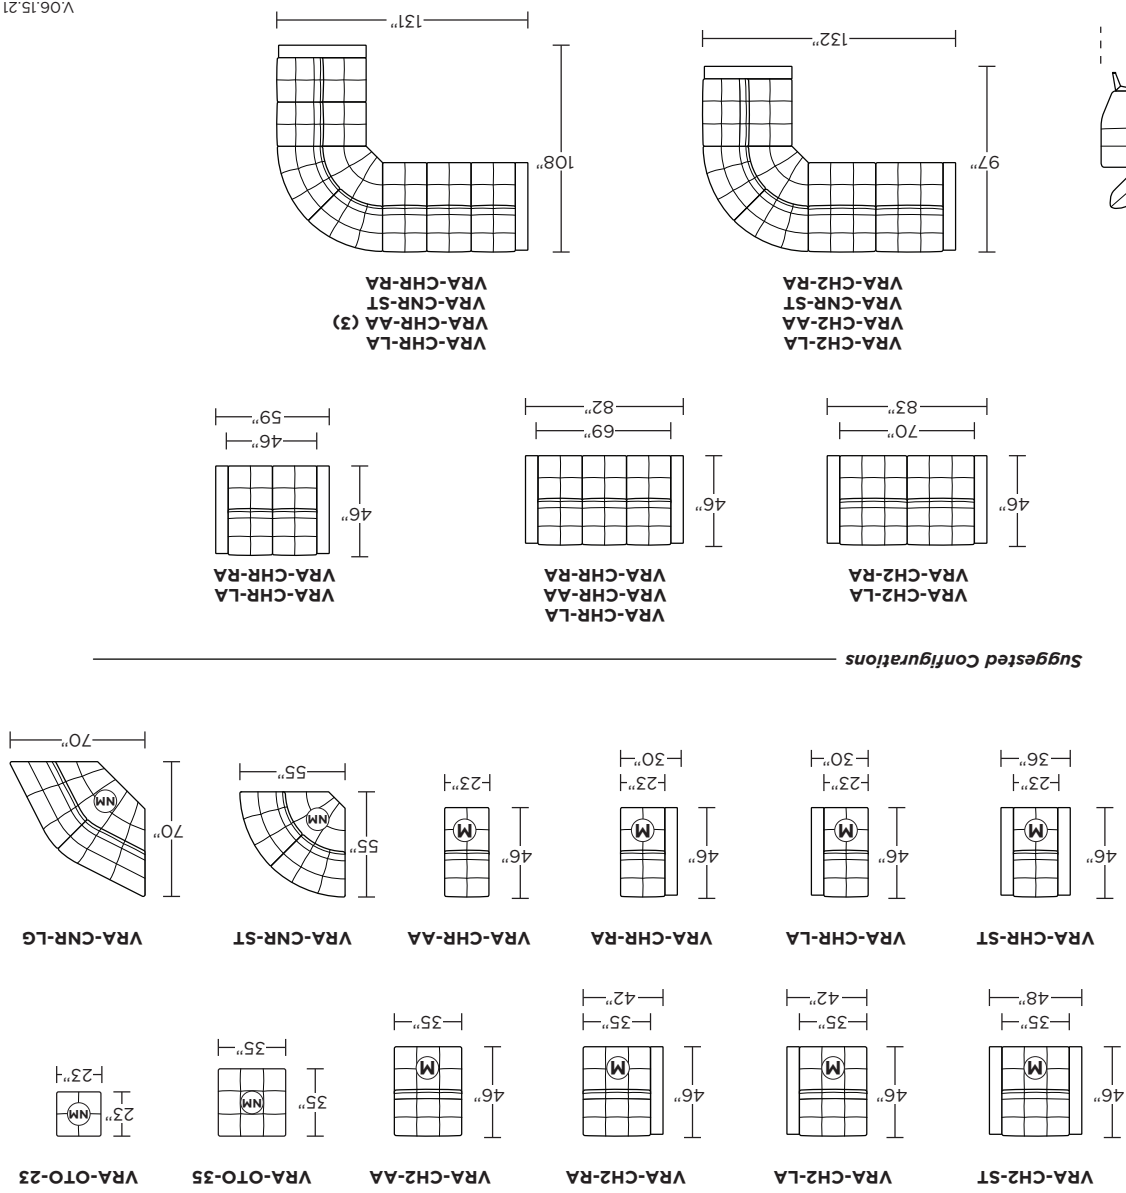 VRA-CH2-ST
VRA-CH2-LA
VRA-CH2-RA
VRA-CH2-AA
VRA-OTO-35
VRA-OTO-23
46”
M
35”
48”
46”
M
35”
42”
46”
M
35”
42”
46”
M
35”
35”
NM
35”
23”
NM
23”
VRA-CHR-ST
VRA-CHR-LA
VRA-CHR-RA
VRA-CHR-AA
VRA-CNR-ST
VRA-CNR-LG
46”
M
23”
36”
46”
M
23”
30”
46”
M
23”
30”
46”
M
23”
55”
NM
55”
70”
NM
70”
Suggested Configurations
VRA-CH2-LA
VRA-CH2-RA
46”
70”
83”
VRA-CHR-LA
VRA-CHR-AA
VRA-CHR-RA
46”
69”
82”
VRA-CHR-LA
VRA-CHR-RA
46”
46”
59”
VRA-CH2-LA
VRA-CH2-AA
VRA-CNR-ST
VRA-CH2-RA
97”
132”
VRA-CHR-LA
VRA-CHR-AA (3)
VRA-CNR-ST
VRA-CHR-RA
108”
131”
V.06.15.21